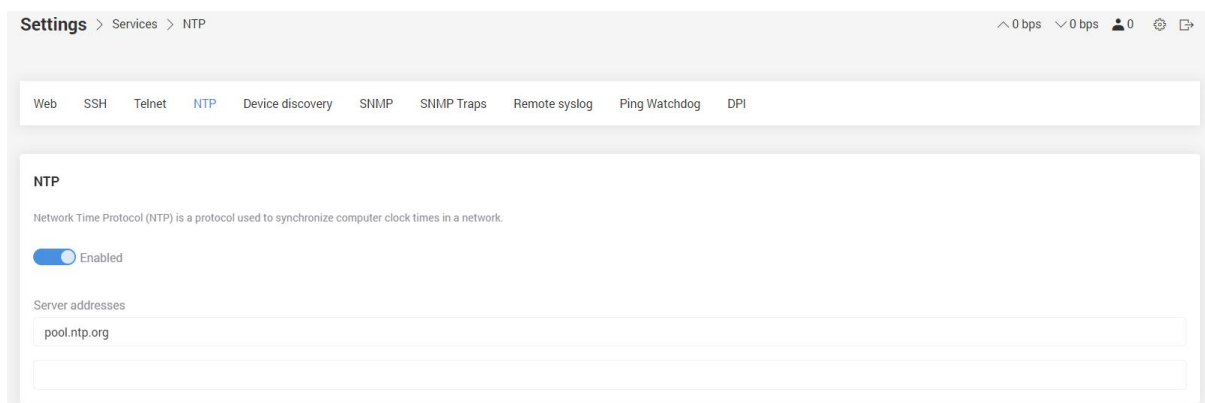 Settings > Services > NTP
0 bps 0 bps 0
Web SSH Telnet NTP Device discovery SNMP SNMP Traps Remote syslog Ping Watchdog DPI
NTP
Network Time Protocol (NTP) is a protocol used to synchronize computer clock times in a network.
Enabled
Server addresses
pool.ntp.org